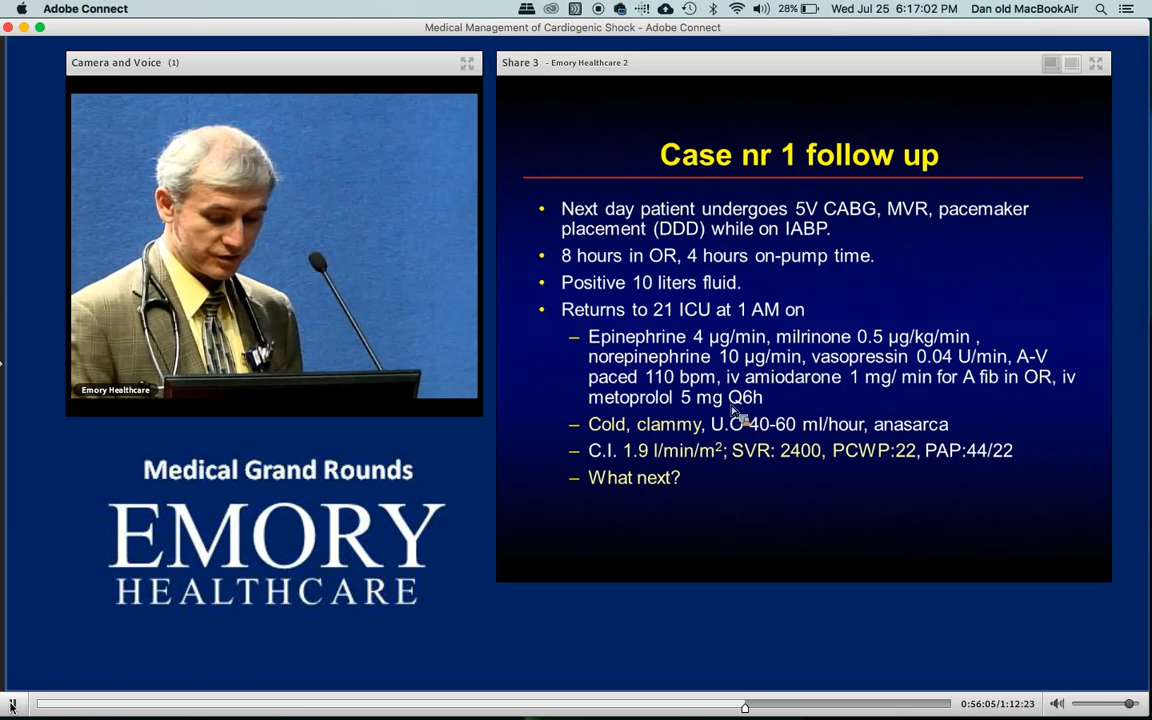 Adobe Connect
28%
Wed Jul 25 6:17:02 PM
Dan old MacBookAir
Medical Management of Cardiogenic Shock - Adobe Connect
Camera and Voice (1)
Share 3 - Emory Healthcare 2
Case nr 1 follow up
• Next day patient undergoes 5V CABG, MVR, pacemaker
placement (DDD) while on IABP.
• 8 hours in OR, 4 hours on-pump time.
• Positive 10 liters fluid.
• Returns to 21 ICU at 1 AM on
– Epinephrine 4 µg/min, milrinone 0.5 µg/kg/min ,
norepinephrine 10 µg/min, vasopressin 0.04 U/min, A-V
paced 110 bpm, iv amiodarone 1 mg/ min for A fib in OR, iv
metoprolol 5 mg Q6h
– Cold, clammy, U.O 40-60 ml/hour, anasarca
– C.I. 1.9 l/min/m²; SVR: 2400, PCWP:22, PAP:44/22
– What next?
Emory Healthcare
Medical Grand Rounds
EMORY
HEALTHCARE
0:56:05/1:12:23